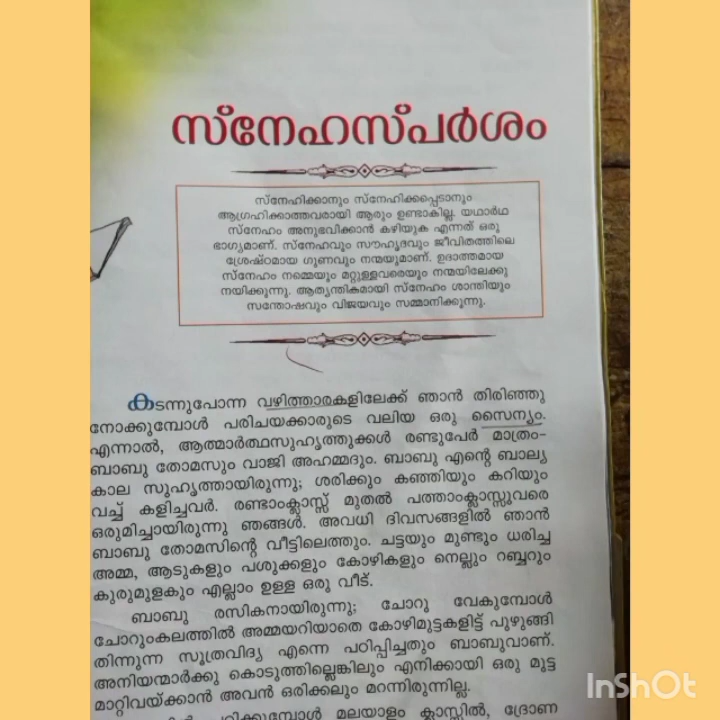 സ്നേഹസ്പർശം
സ്നേഹിക്കാനും സ്നേഹിക്കപ്പെടാനും
ആഗ്രഹിക്കാത്തവരായി ആരും ഉണ്ടാകില്ല. യഥാർഥ
സ്നേഹം അനുഭവിക്കാൻ കഴിയുക എന്നത് ഒരു
ഭാഗ്യമാണ്. സ്നേഹവും സൗഹൃദവും ജീവിതത്തിലെ
ശ്രേഷ്ഠമായ ഗുണവും നന്മയുമാണ്. ഉദാത്തമായ
സ്നേഹം നമ്മെയും മറ്റുള്ളവരെയും നന്മയിലേക്കു
നയിക്കുന്നു. ആത്യന്തികമായി സ്നേഹം ശാന്തിയും
സന്തോഷവും വിജയവും സമ്മാനിക്കുന്നു.
കടന്നുപോന്ന വഴിത്താരകളിലേക്ക് ഞാൻ തിരിഞ്ഞു
നോക്കുമ്പോൾ പരിചയക്കാരുടെ വലിയ ഒരു സൈന്യം.
എന്നാൽ, ആത്മാർത്ഥസുഹൃത്തുക്കൾ രണ്ടുപേർ മാത്രം-
ബാബു തോമസും വാജി അഹമ്മദും. ബാബു എന്റെ ബാല്യ
കാല സുഹൃത്തായിരുന്നു; ശരിക്കും കഞ്ഞിയും കറിയും
വച്ച് കളിച്ചവർ. രണ്ടാംക്ലാസ്സ് മുതൽ പത്താംക്ലാസ്സുവരെ
ഒരുമിച്ചായിരുന്നു ഞങ്ങൾ. അവധി ദിവസങ്ങളിൽ ഞാൻ
ബാബു തോമസിന്റെ വീട്ടിലെത്തും. ചട്ടയും മുണ്ടും ധരിച്ച
അമ്മ, ആടുകളും പശുക്കളും കോഴികളും നെല്ലും റബ്ബറും
കുരുമുളകും എല്ലാം ഉള്ള ഒരു വീട്.
ബാബു രസികനായിരുന്നു; ചോറു വേകുമ്പോൾ
ചോറുംകലത്തിൽ അമ്മയറിയാതെ കോഴിമുട്ടകളിട്ട് പുഴുങ്ങി
തിന്നുന്ന സൂത്രവിദ്യ എന്നെ പഠിപ്പിച്ചതും ബാബുവാണ്.
അനിയന്മാർക്കു കൊടുത്തില്ലെങ്കിലും എനിക്കായി ഒരു മുട്ട
മാറ്റിവയ്ക്കാൻ അവൻ ഒരിക്കലും മറന്നിരുന്നില്ല.
പഠിക്കുമ്പോൾ മലയാളം ക്ലാസിൽ, ദ്രോണ
InShOt